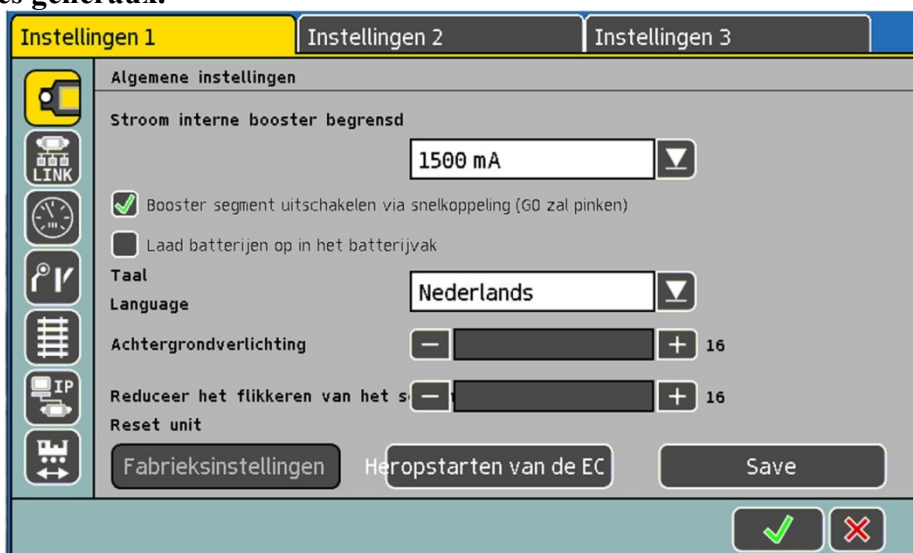 es generaux.
Instellingen 1 Instellingen 2 Instellingen 3
Algemene instellingen
Stroom interne booster begrensd
1500 mA
LINK
Booster segment uitschakelen via snelkoppeling (GO zal pinken)
Laad batterijen op in het batterijvak
Taal
Language
Nederlands
Achtergrondverlichting 16
IP
Reduceer het flikkeren van het s 16
Reset unit
Fabrieksinstellingen Heropstarten van de EC Save